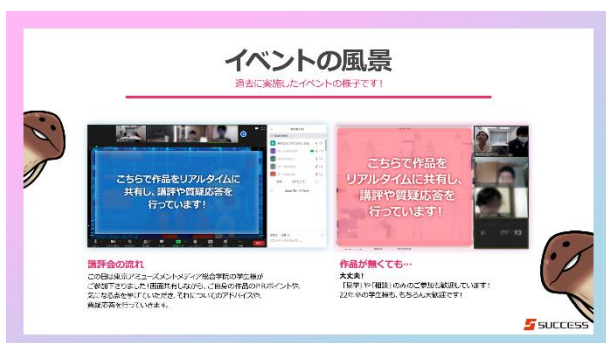 イベントの風景
過去に実施したイベントの様子です！
こちらで作品をリアルタイムに
共有し、講評や質疑応答を
行っています！
こちらで作品を
リアルタイムに共有し、
講評や質疑応答を
行っています！
講評会の流れ
この日は東京アミューズメントメディア総合学院の学生様が
ご参加下さりました！画面共有しながら、ご自身の作品のPRポイントや、
気になる点を挙げていただき、それについてのアドバイスや、
質疑応答を行っていきます。
作品が無くても…
大丈夫！
「見学」や「相談」のみのご参加も歓迎しています！
22年卒の学生様も、もちろん大歓迎です！
SUCCESS